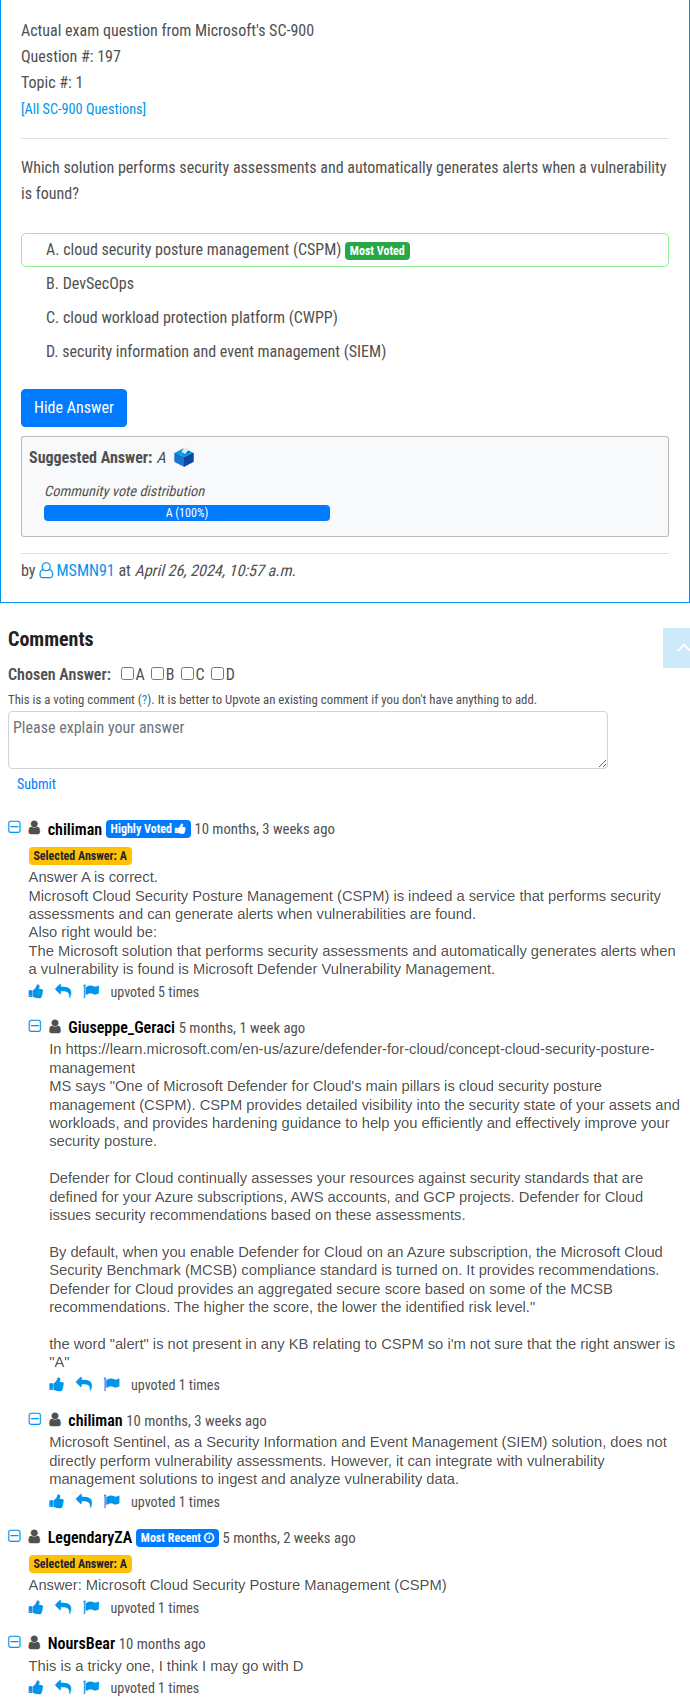 Actual exam question from Microsoft's SC-900
Question #: 197
Topic #: 1
[All SC-900 Questions]
Which solution performs security assessments and automatically generates alerts when a vulnerability
is found?
A. cloud security posture management (CSPM) Most Voted
B. DevSecOps
C. cloud workload protection platform (CWPP)
D. security information and event management (SIEM)
Hide Answer
Suggested Answer: A
Community vote distribution
A (100%)
by MSMN91 at April 26, 2024, 10:57 a.m.
Comments
Chosen Answer: A B C D
This is a voting comment (?). It is better to Upvote an existing comment if you don't have anything to add.
Please explain your answer
Submit
chiliman Highly Voted 10 months, 3 weeks ago
Selected Answer: A
Answer A is correct.
Microsoft Cloud Security Posture Management (CSPM) is indeed a service that performs security
assessments and can generate alerts when vulnerabilities are found.
Also right would be:
The Microsoft solution that performs security assessments and automatically generates alerts when
a vulnerability is found is Microsoft Defender Vulnerability Management.
upvoted 5 times
Giuseppe_Geraci 5 months, 1 week ago
In https://learn.microsoft.com/en-us/azure/defender-for-cloud/concept-cloud-security-posture-
management
MS says "One of Microsoft Defender for Cloud's main pillars is cloud security posture
management (CSPM). CSPM provides detailed visibility into the security state of your assets and
workloads, and provides hardening guidance to help you efficiently and effectively improve your
security posture.
Defender for Cloud continually assesses your resources against security standards that are
defined for your Azure subscriptions, AWS accounts, and GCP projects. Defender for Cloud
issues security recommendations based on these assessments.
By default, when you enable Defender for Cloud on an Azure subscription, the Microsoft Cloud
Security Benchmark (MCSB) compliance standard is turned on. It provides recommendations.
Defender for Cloud provides an aggregated secure score based on some of the MCSB
recommendations. The higher the score, the lower the identified risk level."
the word "alert" is not present in any KB relating to CSPM so i'm not sure that the right answer is
"A"
upvoted 1 times
chiliman 10 months, 3 weeks ago
Microsoft Sentinel, as a Security Information and Event Management (SIEM) solution, does not
directly perform vulnerability assessments. However, it can integrate with vulnerability
management solutions to ingest and analyze vulnerability data.
upvoted 1 times
LegendaryZA Most Recent 5 months, 2 weeks ago
Selected Answer: A
Answer: Microsoft Cloud Security Posture Management (CSPM)
upvoted 1 times
NoursBear 10 months ago
This is a tricky one, I think I may go with D
upvoted 1 times